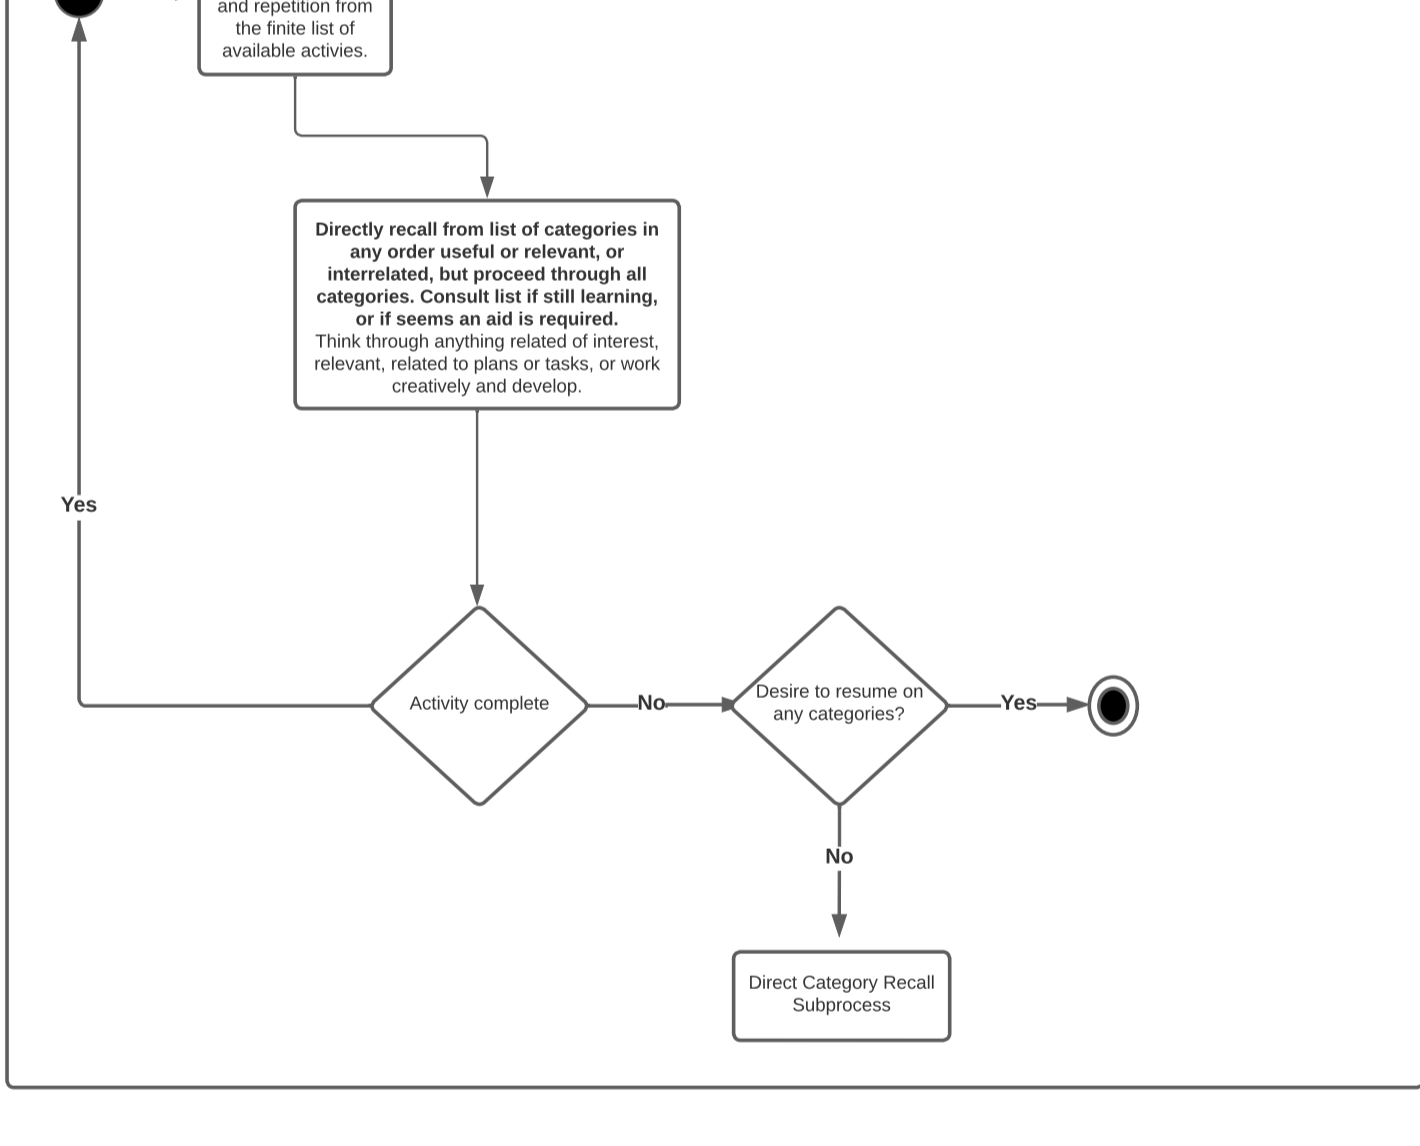 and repetition from
the finite list of
available activies.
Directly recall from list of categories in
any order useful or relevant, or
interrelated, but proceed through all
categories. Consult list if still learning,
or if seems an aid is required.
Think through anything related of interest,
relevant, related to plans or tasks, or work
creatively and develop.
Yes
Activity complete
No
Desire to resume on
any categories?
Yes
No
Direct Category Recall
Subprocess